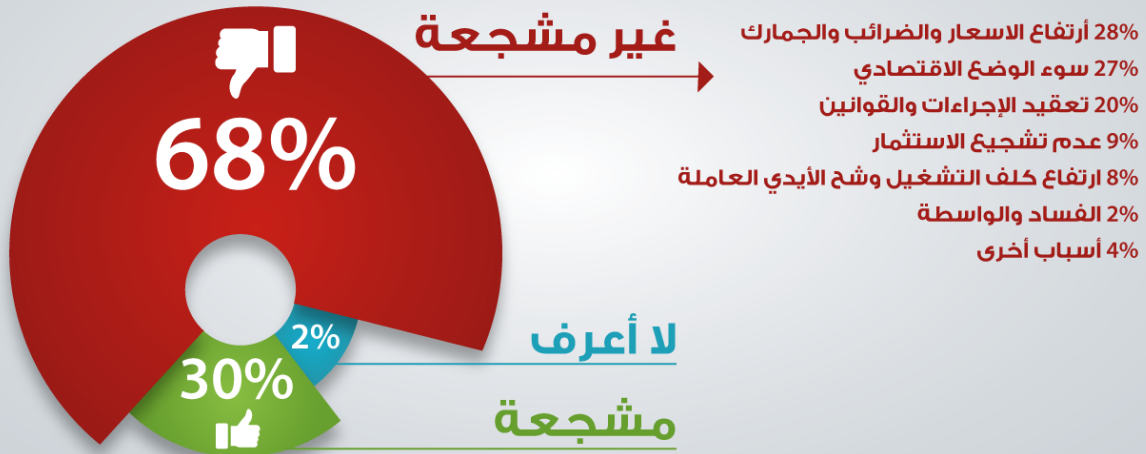 غير مشجعة
68%
28% أرتفاع الاسعار والضرائب والجمارك
27% سوء الوضع الاقتصادي
20% تعقيد الإجراءات والقوانين
9% عدم تشجيع الاستثمار
8% ارتفاع كلف التشغيل وشح الأيدي العاملة
2% الفساد والواسطة
4% أسباب أخرى
لا أعرف
2%
مشجعة
30%